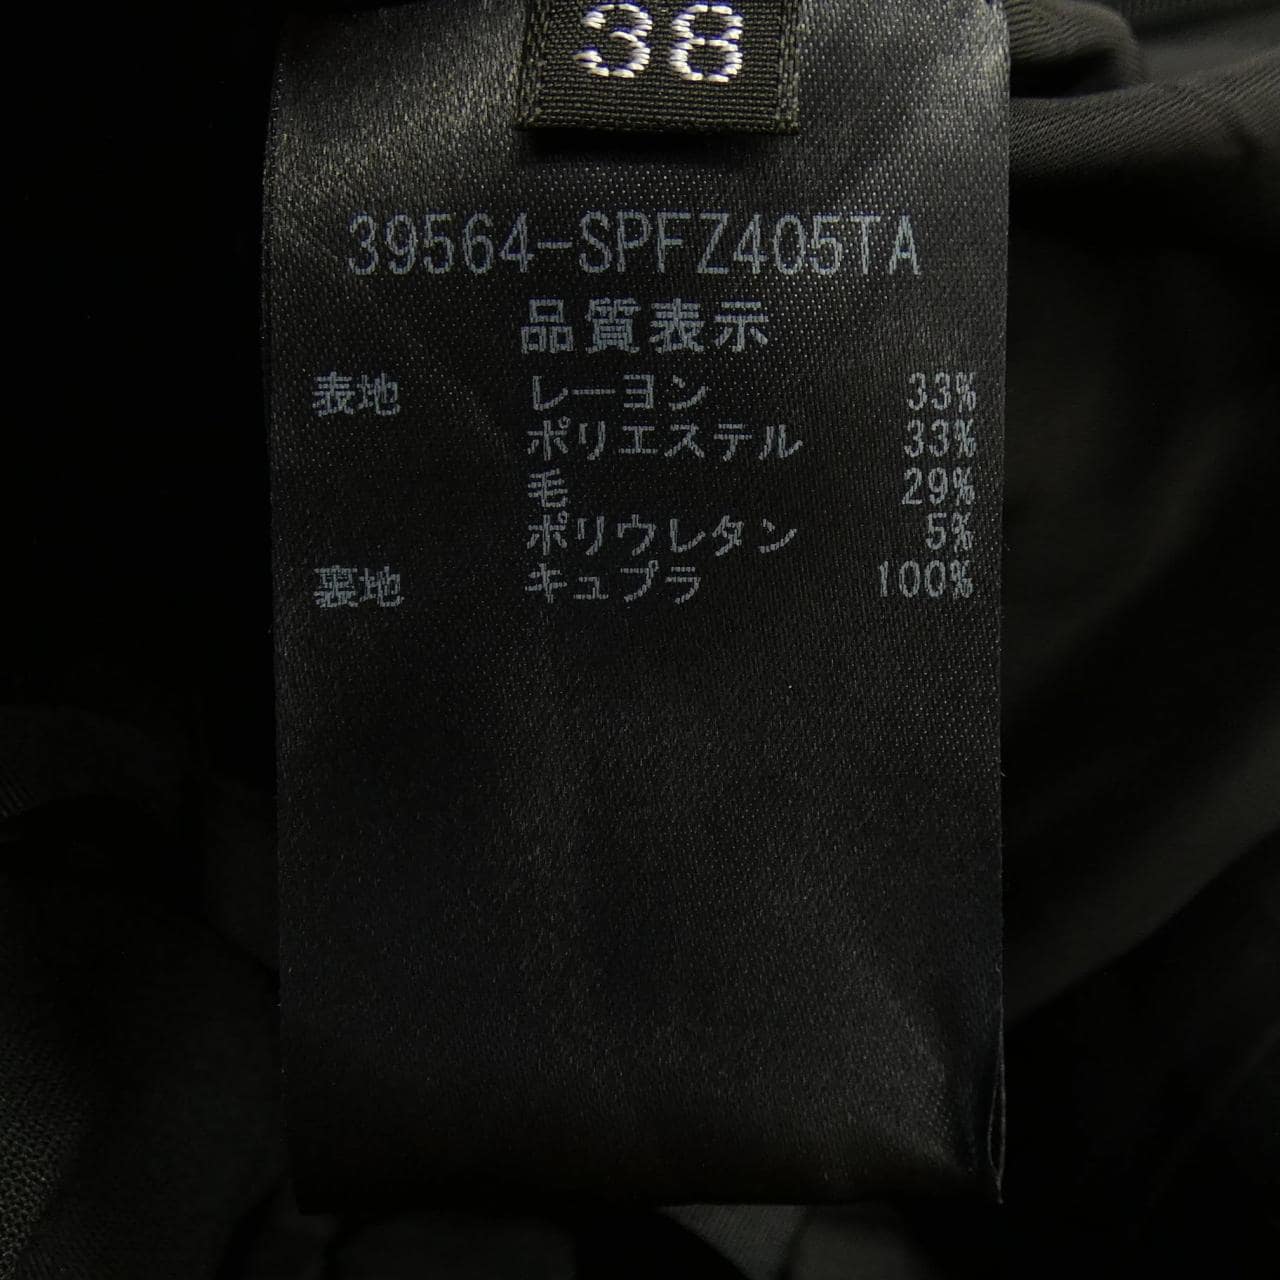 38
39564-SPFZ405TA
品質表示
表地 レーヨン 33%
ポリエステル 33%
毛 29%
ポリウレタン 5%
裏地 キュプラ 100%